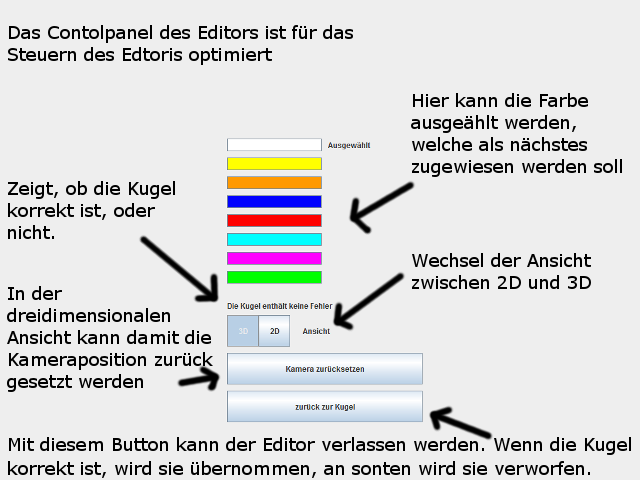 Das Contolpanel des Editors ist für das
Steuern des Edtoris optimiert
Hier kann die Farbe
ausgeählt werden,
welche als nächstes
zugewiesen werden soll
Ausgewählt
Zeigt, ob die Kugel
korrekt ist, oder
nicht.
Wechsel der Ansicht
zwischen 2D und 3D
In der
dreidimensionalen
Ansicht kann damit die
Kameraposition zurück
gesetzt werden
Die Kugel enthält keine Fehler
3D 2D Ansicht
Kamera zurücksetzen
zurück zur Kugel
Mit diesem Button kann der Editor verlassen werden. Wenn die Kugel
korrekt ist, wird sie übernommen, an sonten wird sie verworfen.